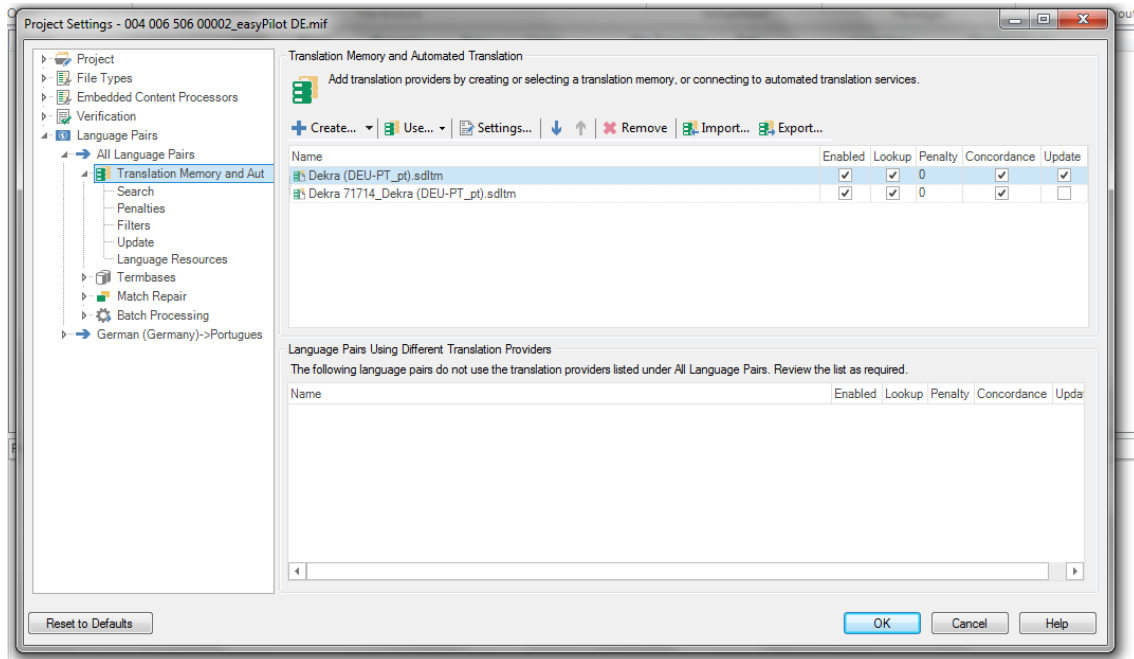 Project Settings - 004 006 506 00002_easyPilot DE.mif
Project
File Types
Embedded Content Processors
Verification
Language Pairs
All Language Pairs
Translation Memory and Aut
Search
Penalties
Filters
Update
Language Resources
Termbases
Match Repair
Batch Processing
German (Germany)->Portugues
Translation Memory and Automated Translation
Add translation providers by creating or selecting a translation memory, or connecting to automated translation services.
Create... Use... Settings... Remove Import... Export...
Name Enabled Lookup Penalty Concordance Update
Dekra (DEU-PT_pt).sdltm 0
Dekra 71714_Dekra (DEU-PT_pt).sdltm 0
Language Pairs Using Different Translation Providers
The following language pairs do not use the translation providers listed under All Language Pairs. Review the list as required.
Name Enabled Lookup Penalty Concordance Upda
Reset to Defaults OK Cancel Help